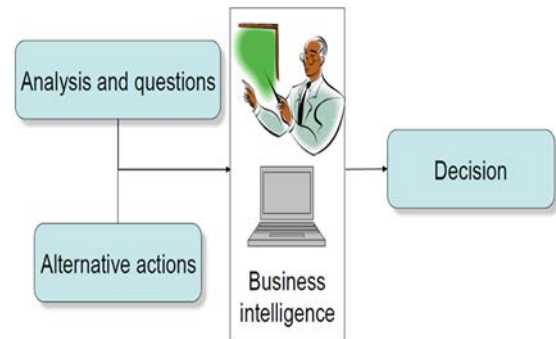 Analysis and questions
Alternative actions
Business
intelligence
Decision